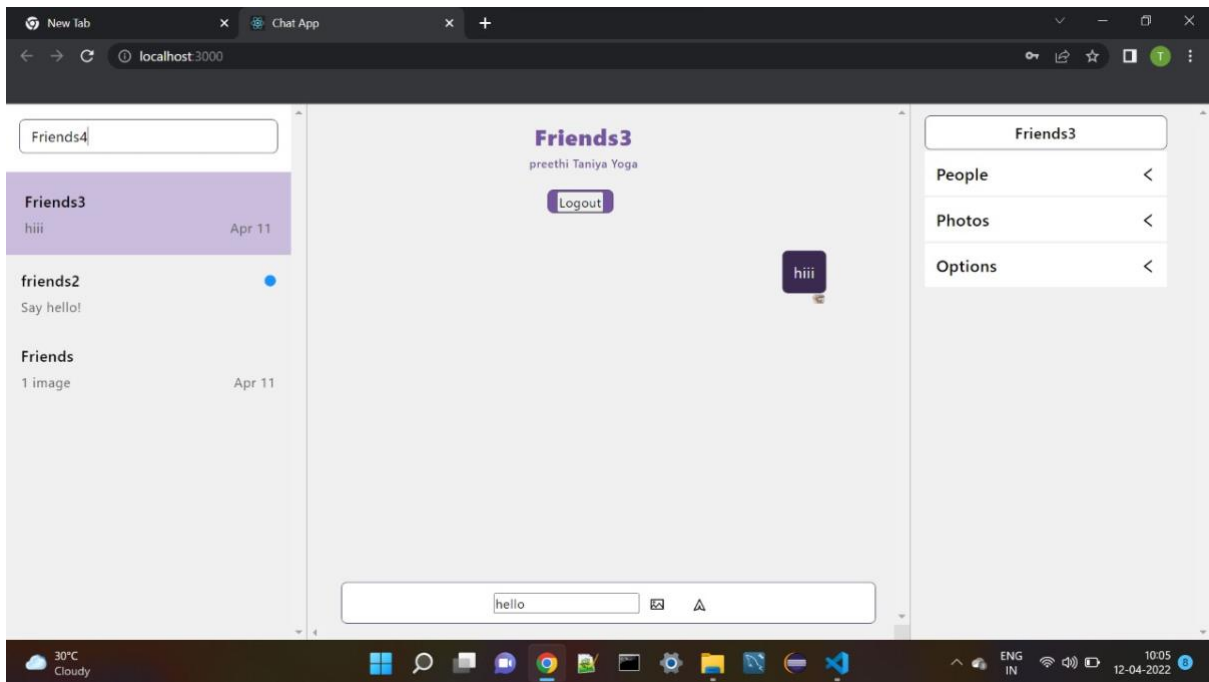 New Tab
Chat App
localhost:3000
T
Friends4
Friends3
hiii
Apr 11
friends2
Say hello!
Friends
1 image
Apr 11
Friends3
preethi Taniya Yoga
Logout
hiii
hello
Friends3
People
Photos
Options
30°C
Cloudy
ENG
IN
10:05
12-04-2022
8